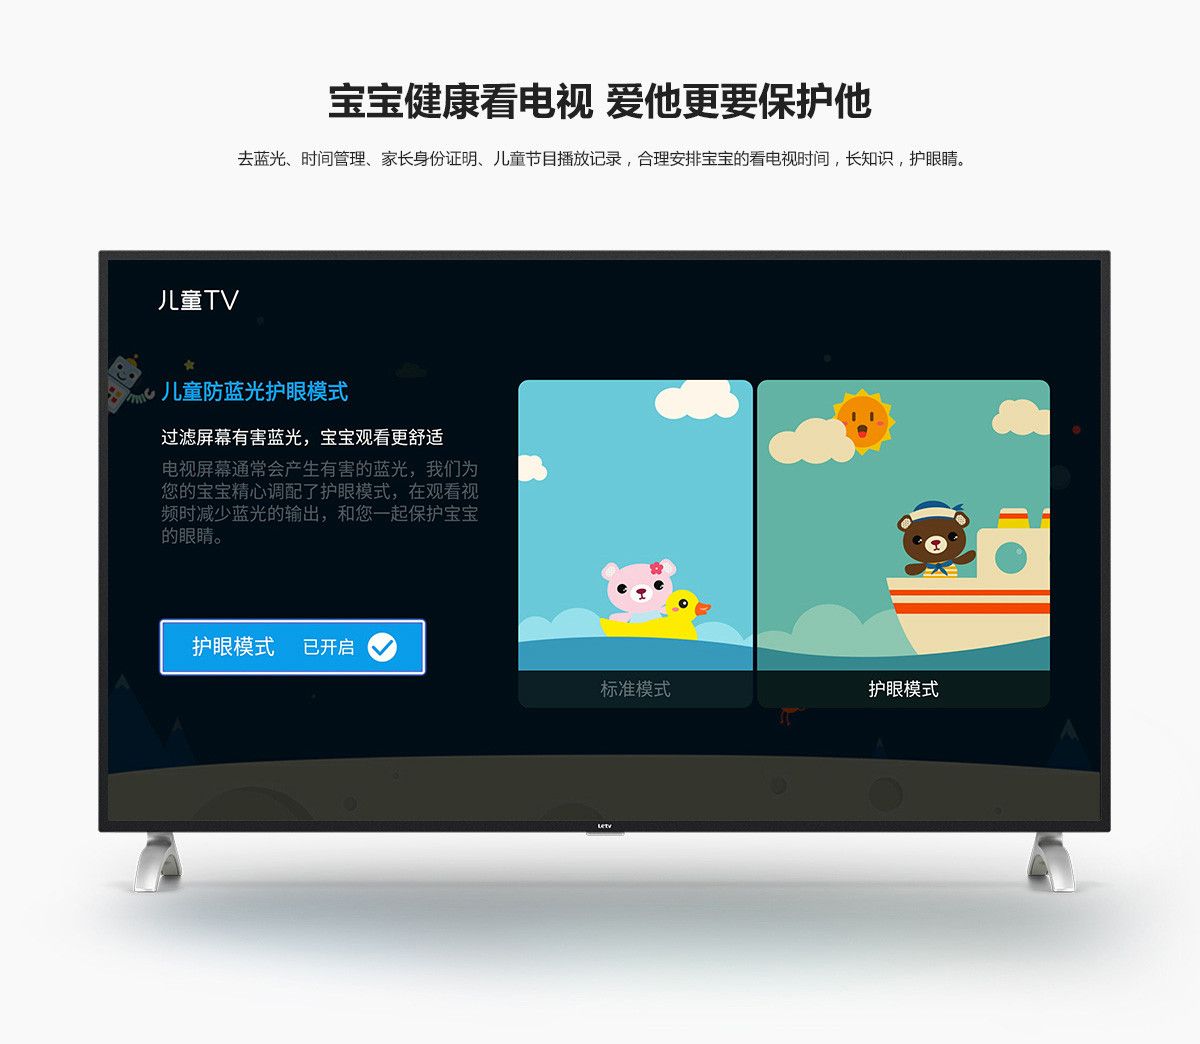 宝宝健康看电视 爱他更要保护他
去蓝光、时间管理、家长身份证明、儿童节目播放记录，合理安排宝宝的看电视时间，长知识，护眼睛。
儿童TV
儿童防蓝光护眼模式
过滤屏幕有害蓝光，宝宝观看更舒适
电视屏幕通常会产生有害的蓝光，我们为
您的宝宝精心调配了护眼模式，在观看视
频时减少蓝光的输出，和您一起保护宝宝
的眼睛。
护眼模式 已开启
标准模式
护眼模式
Letv